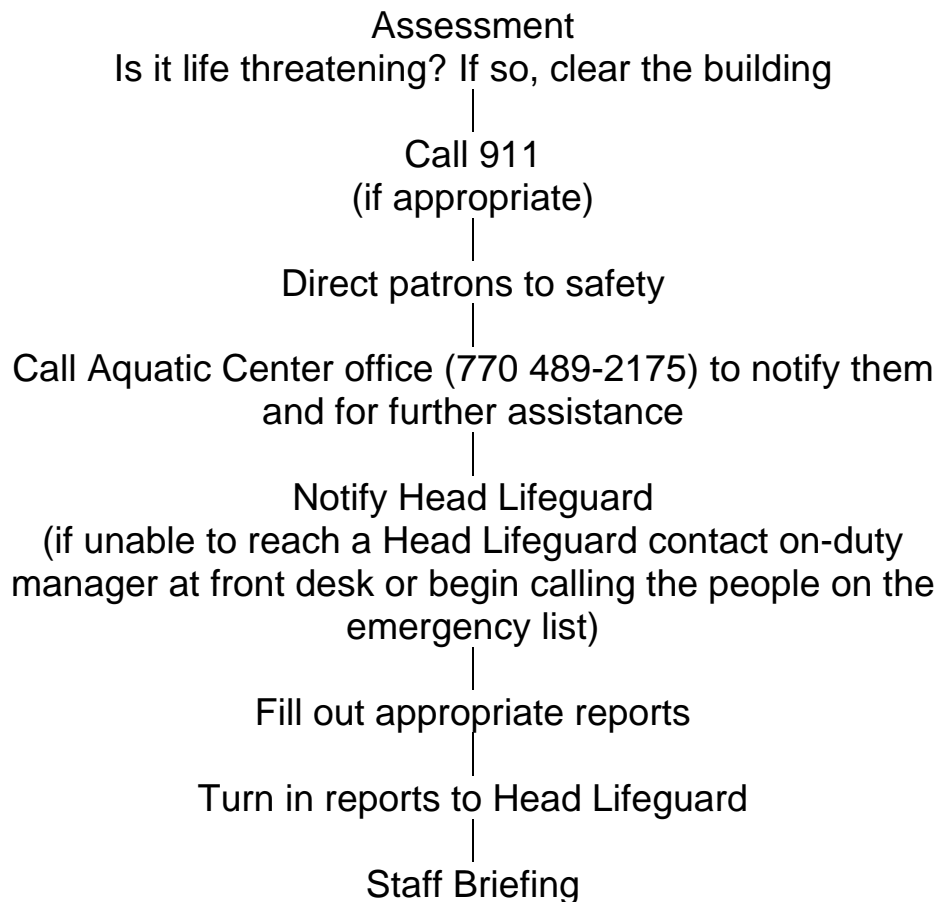 Assessment
Is it life threatening? If so, clear the building
Call 911
(if appropriate)
Direct patrons to safety
Call Aquatic Center office (770 489-2175) to notify them
and for further assistance
Notify Head Lifeguard
(if unable to reach a Head Lifeguard contact on-duty
manager at front desk or begin calling the people on the
emergency list)
Fill out appropriate reports
Turn in reports to Head Lifeguard
Staff Briefing